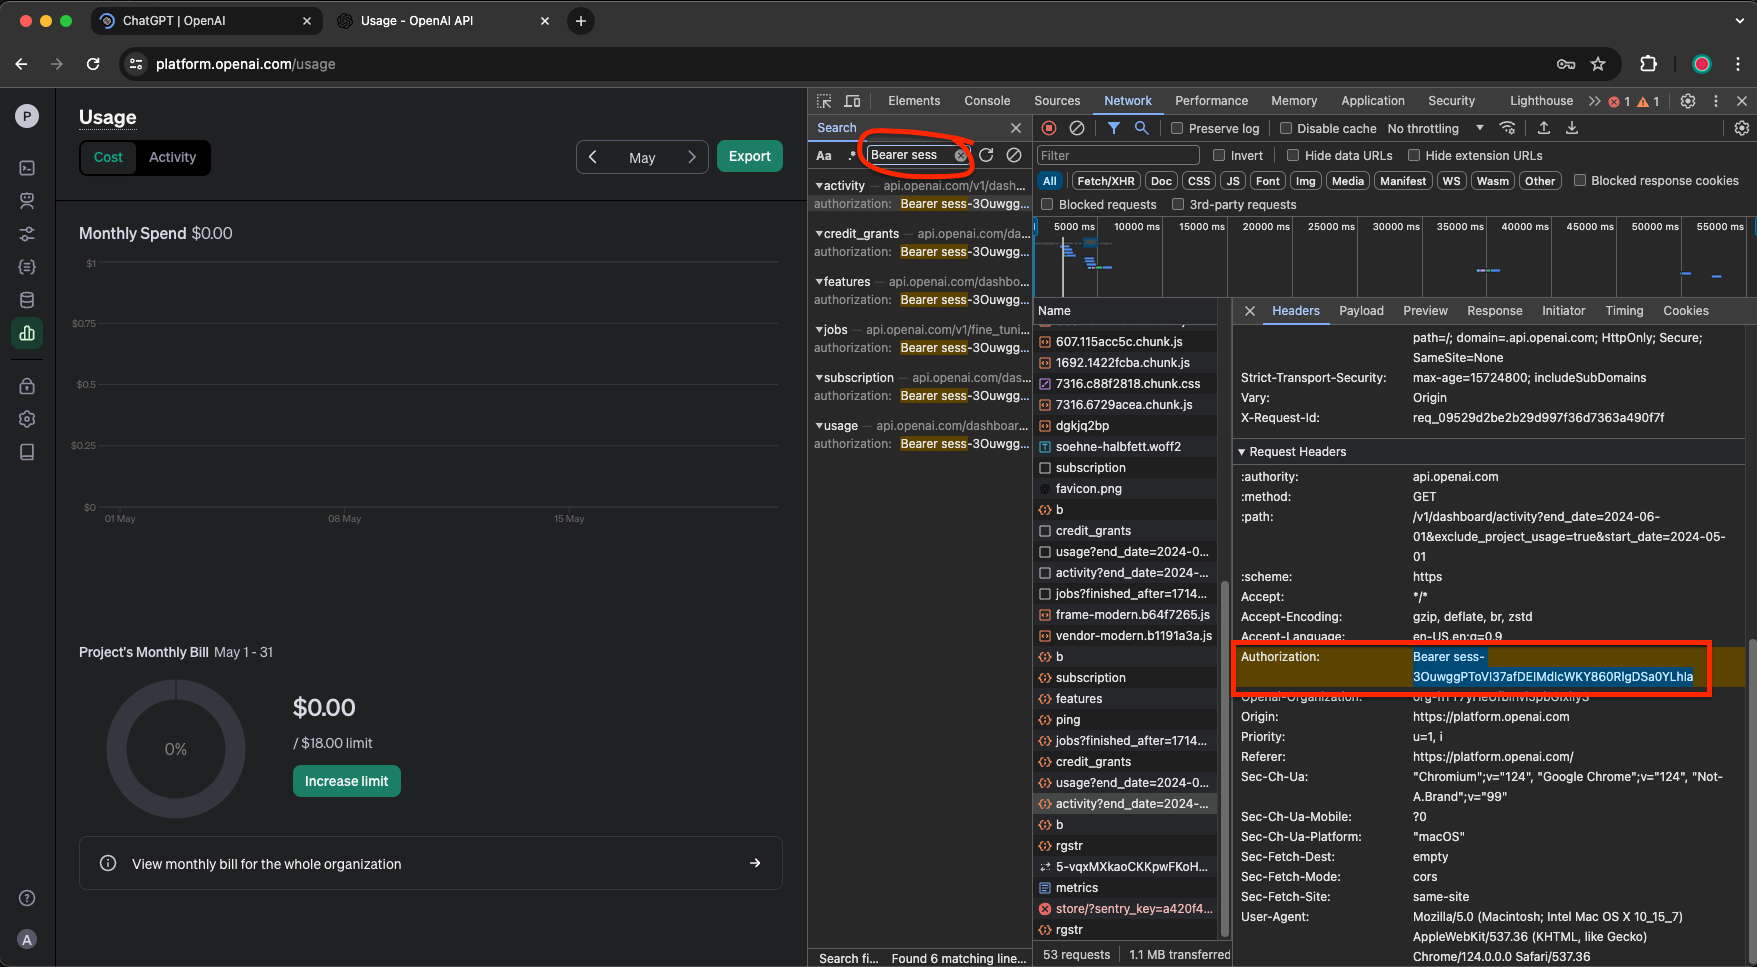 ChatGPT | OpenAI
Usage - OpenAI API
platform.openai.com/usage
P
Usage
Cost
Activity
May
Export
Monthly Spend $0.00
$1
$0.75
$0.5
$0.25
$0
01 May
08 May
15 May
Project's Monthly Bill May 1 - 31
0%
$0.00
/ $18.00 limit
Increase limit
View monthly bill for the whole organization
A
Elements
Console
Sources
Network
Performance
Memory
Application
Security
Lighthouse
1
1
Search
Aa
.*
Bearer sess
activity — api.openai.com/v1/dash...
authorization: Bearer sess-3Ouwgg...
credit_grants — api.openai.com/da...
authorization: Bearer sess-3Ouwgg...
features — api.openai.com/dashbo...
authorization: Bearer sess-3Ouwgg...
jobs — api.openai.com/v1/fine_tuni...
authorization: Bearer sess-3Ouwgg...
subscription — api.openai.com/das...
authorization: Bearer sess-3Ouwgg...
usage — api.openai.com/dashboar...
authorization: Bearer sess-3Ouwgg...
Search fi... Found 6 matching line...
Preserve log
Disable cache
No throttling
Filter
Invert
Hide data URLs
Hide extension URLs
All
Fetch/XHR
Doc
CSS
JS
Font
Img
Media
Manifest
WS
Wasm
Other
Blocked response cookies
Blocked requests
3rd-party requests
5000 ms
10000 ms
15000 ms
20000 ms
25000 ms
30000 ms
35000 ms
40000 ms
45000 ms
50000 ms
55000 ms
Name
607.115acc5c.chunk.js
1692.1422fcba.chunk.js
7316.c88f2818.chunk.css
7316.6729acea.chunk.js
dgkjq2bp
soehne-halbfett.woff2
subscription
favicon.png
b
credit_grants
usage?end_date=2024-0...
activity?end_date=2024-...
jobs?finished_after=1714...
frame-modern.b64f7265.js
vendor-modern.b1191a3a.js
b
subscription
features
ping
jobs?finished_after=1714...
credit_grants
usage?end_date=2024-0...
activity?end_date=2024-...
b
rgstr
5-vqxMXkaoCKKpwFKoH...
metrics
store/?sentry_key=a420f4...
rgstr
53 requests
1.1 MB transferred
Headers
Payload
Preview
Response
Initiator
Timing
Cookies
path=/; domain=.api.openai.com; HttpOnly; Secure;
SameSite=None
Strict-Transport-Security: max-age=15724800; includeSubDomains
Vary: Origin
X-Request-Id: req_09529d2be2b29d997f36d7363a490f7f
Request Headers
:authority: api.openai.com
:method: GET
:path: /v1/dashboard/activity?end_date=2024-06-
01&exclude_project_usage=true&start_date=2024-05-
01
:scheme: https
Accept: */*
Accept-Encoding: gzip, deflate, br, zstd
Accept-Language: en-US,en;q=0.9
Authorization: Bearer sess-
3OuwggPToVl37afDEIMdlcWKY860RlgDSa0YLhla
Openai-Organization:
Origin: https://platform.openai.com
Priority: u=1, i
Referer: https://platform.openai.com/
Sec-Ch-Ua: "Chromium";v="124", "Google Chrome";v="124", "Not-
A.Brand";v="99"
Sec-Ch-Ua-Mobile: ?0
Sec-Ch-Ua-Platform: "macOS"
Sec-Fetch-Dest: empty
Sec-Fetch-Mode: cors
Sec-Fetch-Site: same-site
User-Agent: Mozilla/5.0 (Macintosh; Intel Mac OS X 10_15_7)
AppleWebKit/537.36 (KHTML, like Gecko)
Chrome/124.0.0.0 Safari/537.36